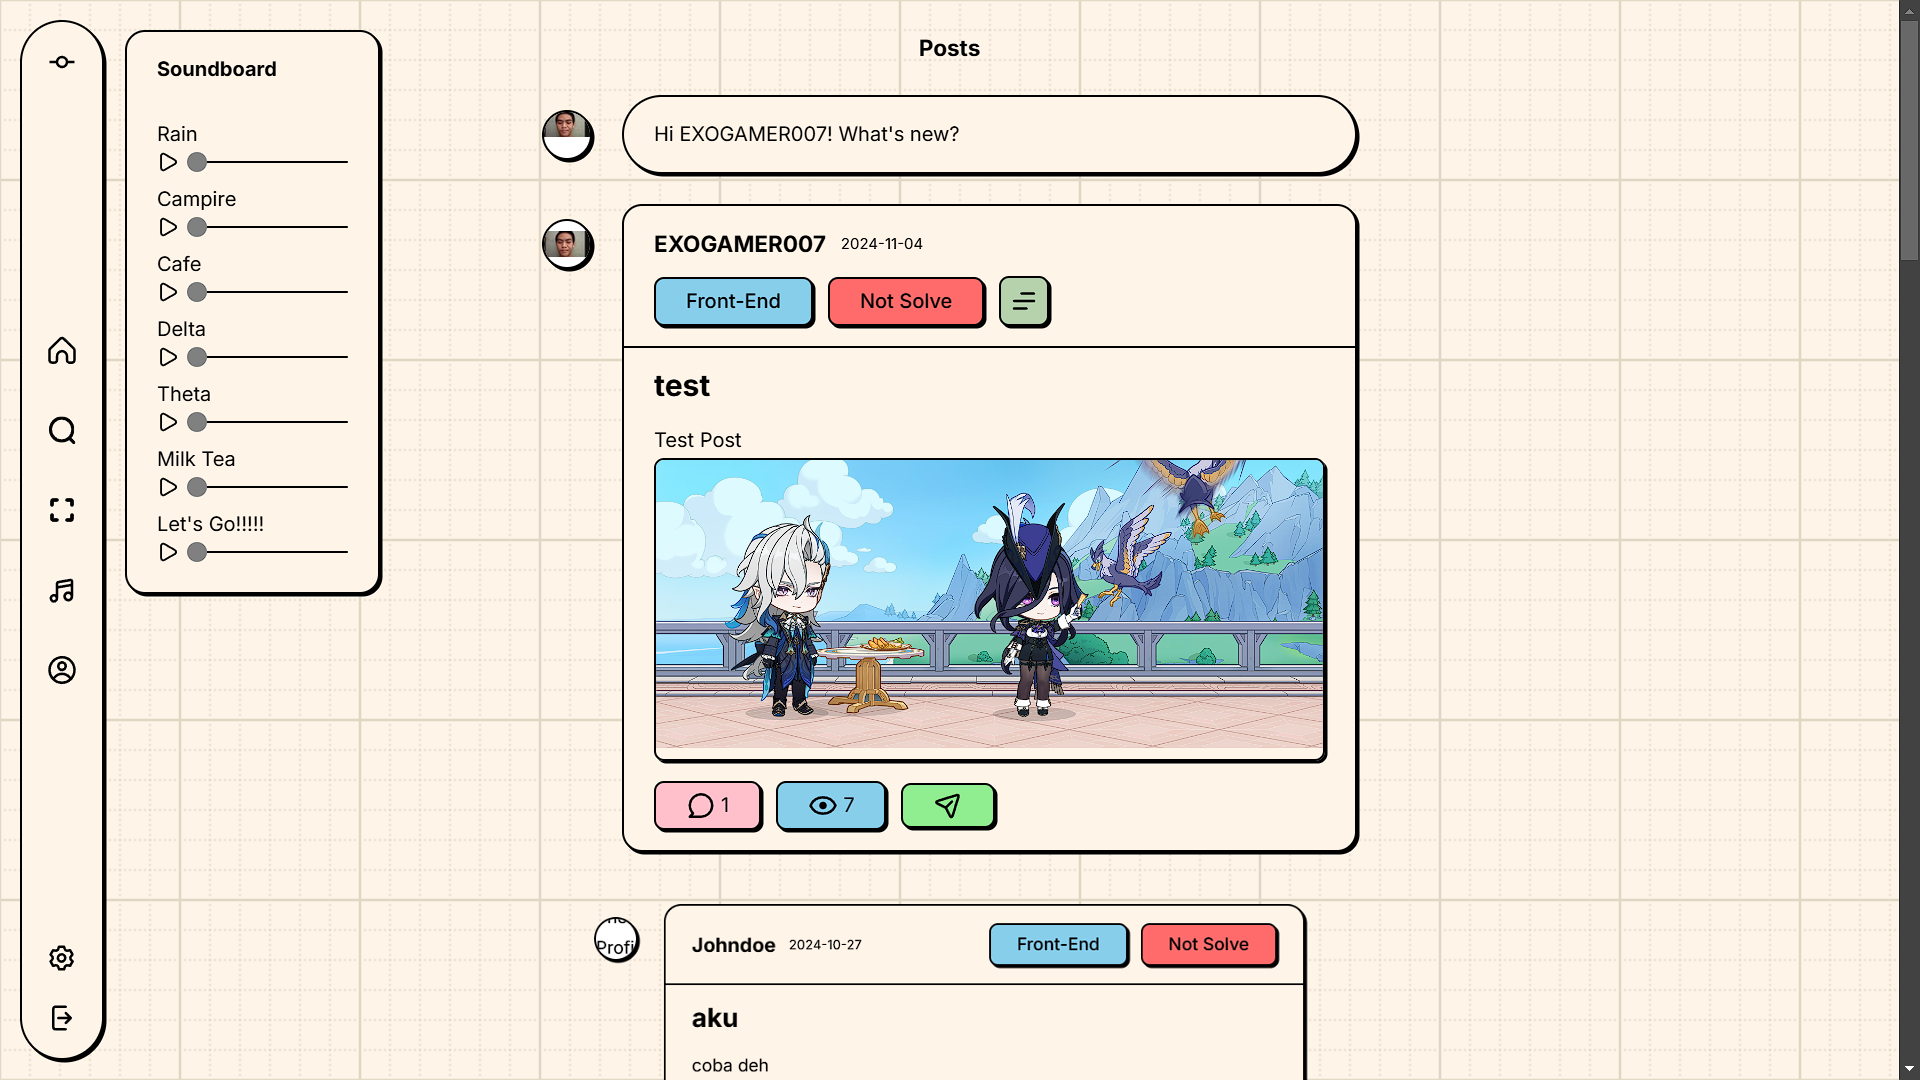 Soundboard
Rain
Campire
Cafe
Delta
Theta
Milk Tea
Let's Go!!!!!
Posts
Hi EXOGAMER007! What's new?
EXOGAMER007 2024-11-04
Front-End Not Solve
test
Test Post
1 7
Profi
Johndoe 2024-10-27 Front-End Not Solve
aku
coba deh